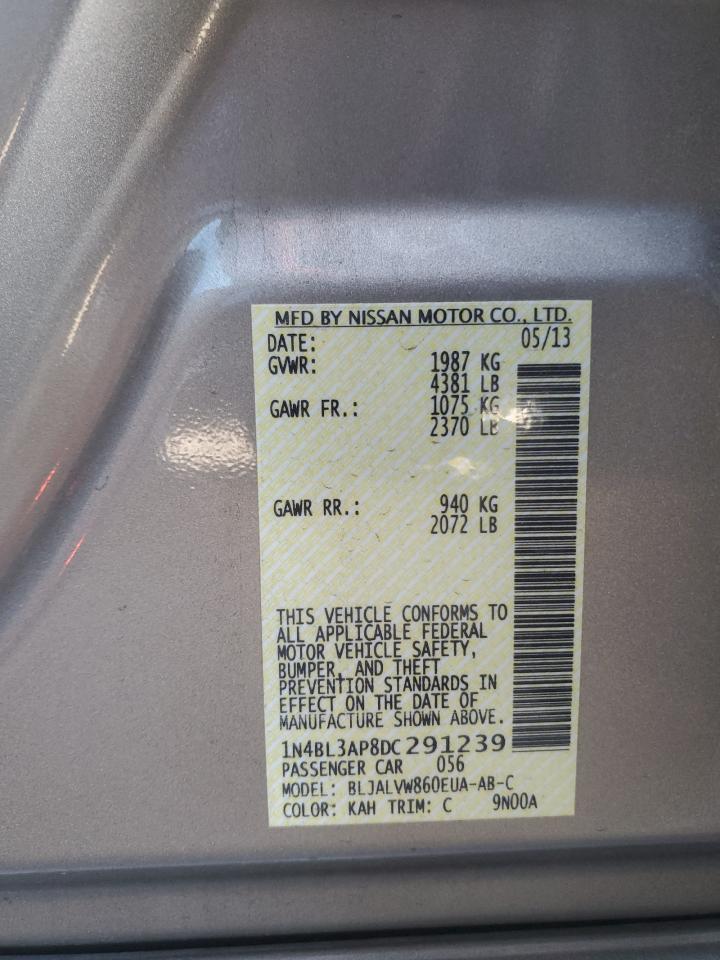 MFD BY NISSAN MOTOR CO., LTD.
DATE: 05/13
GVWR: 1987 KG
4381 LB
GAWR FR.: 1075 KG
2370 LB
GAWR RR.: 940 KG
2072 LB
THIS VEHICLE CONFORMS TO
ALL APPLICABLE FEDERAL
MOTOR VEHICLE SAFETY,
BUMPER, AND THEFT
PREVENTION STANDARDS IN
EFFECT ON THE DATE OF
MANUFACTURE SHOWN ABOVE.
1N4BL3AP8DC291239
PASSENGER CAR 056
MODEL: BLJALVW860EUA-AB-C
COLOR: KAH TRIM: C 9N00A